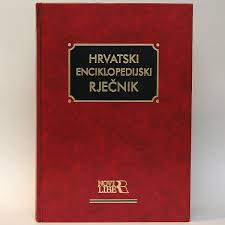 HRVATSKI
ENCIKLOPEDIJSKI
RJEČNIK
NOVI
LIBER